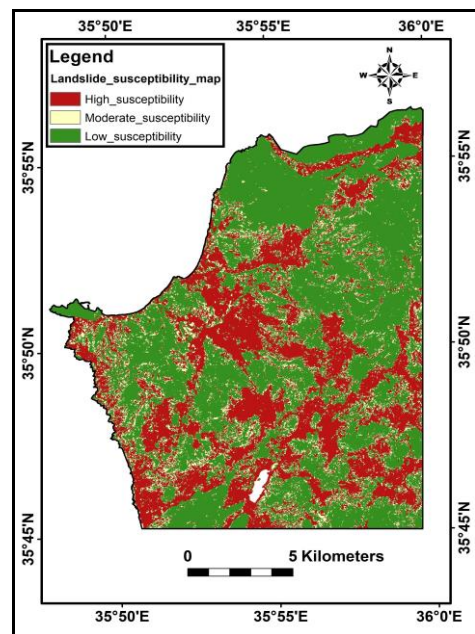 35°50'E 35°55'E 36°0'E
Legend
Landslide_susceptibility_map
High_susceptibility
Moderate_susceptibility
Low_susceptibility
N
W E
S
35°55'N 35°55'N
35°50'N 35°50'N
35°45'N 35°45'N
0 5 Kilometers
35°50'E 35°55'E 36°0'E